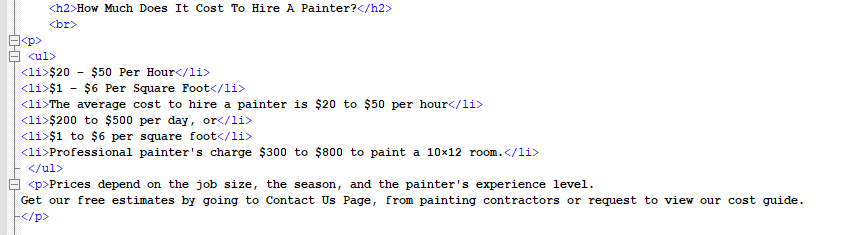 <h2>How Much Does It Cost To Hire A Painter?</h2>
<br>
<p>
<ul>
<li>$20 – $50 Per Hour</li>
<li>$1 – $6 Per Square Foot</li>
<li>The average cost to hire a painter is $20 to $50 per hour</li>
<li>$200 to $500 per day, or</li>
<li>$1 to $6 per square foot</li>
<li>Professional painter's charge $300 to $800 to paint a 10×12 room.</li>
</ul>
<p>Prices depend on the job size, the season, and the painter's experience level.
Get our free estimates by going to Contact Us Page, from painting contractors or request to view our cost guide.
</p>